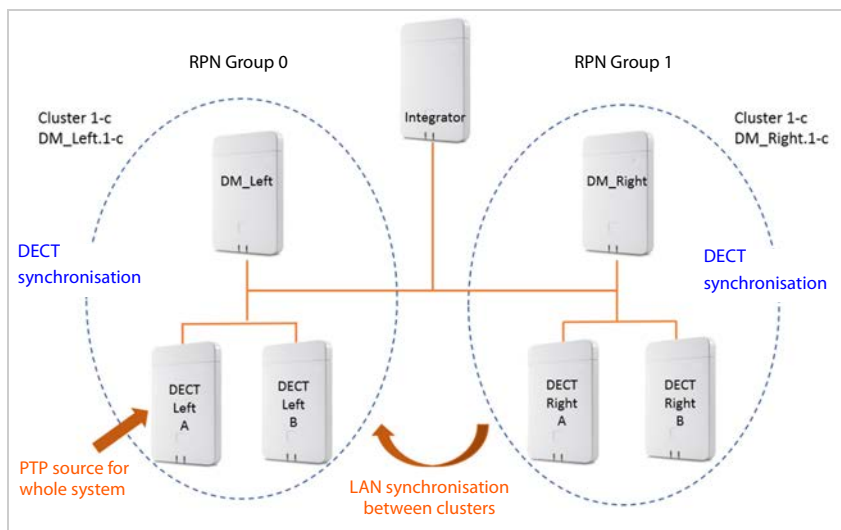 RPN Group 0
RPN Group 1
Integrator
Cluster 1-c
DM_Left.1-c
Cluster 1-c
DM_Right.1-c
DM_Left
DM_Right
DECT
synchronisation
DECT
synchronisation
DECT
Left
A
DECT
Left
B
DECT
Right
A
DECT
Right
B
PTP source for
whole system
LAN synchronisation
between clusters